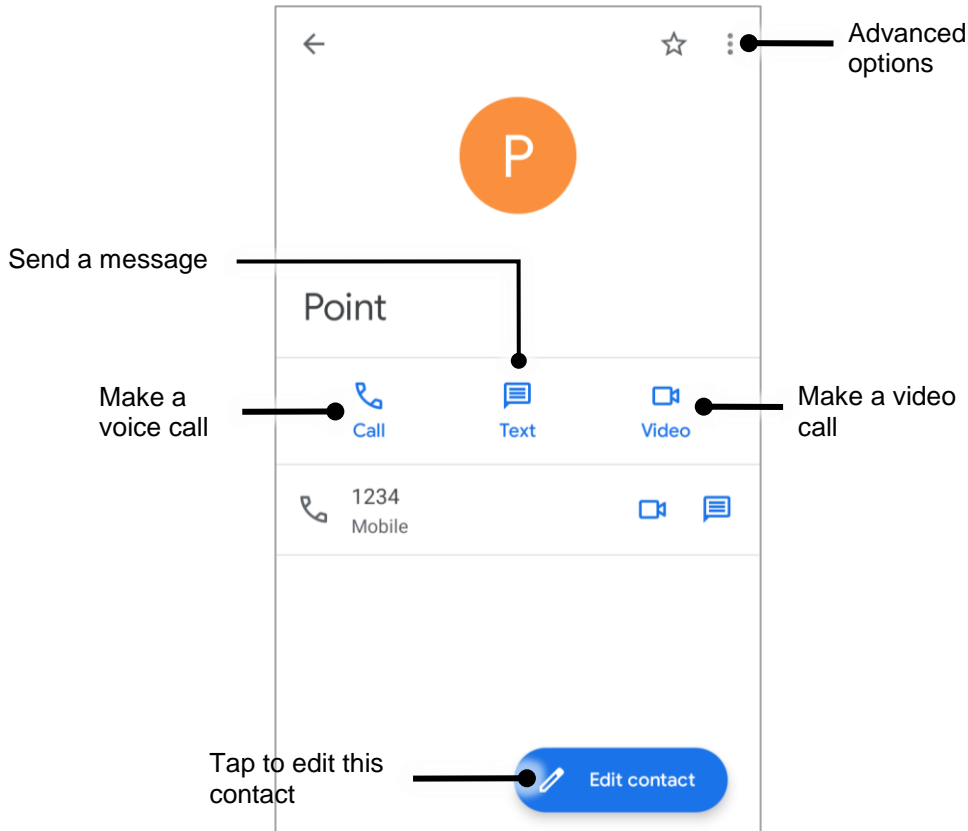 Advanced
options
P
Send a message
Point
Make a
voice call
Call
Text
Video
Make a video
call
1234
Mobile
Tap to edit this
contact
Edit contact